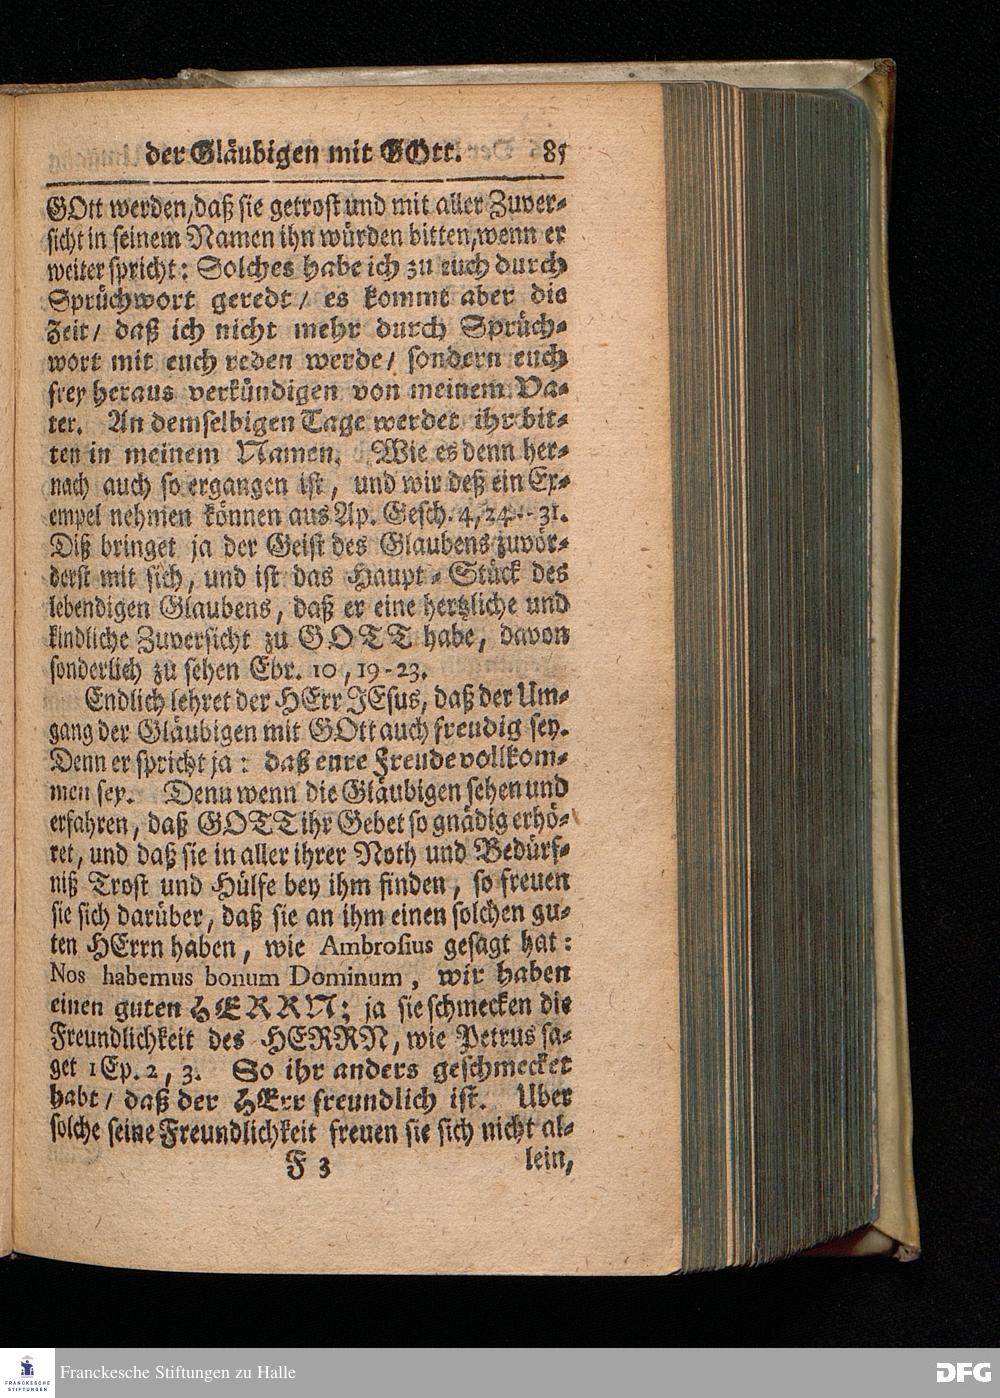 der Gläubigen mit GOtt. 85
GOtt werden, daß sie getrost und mit aller Zuver-
sicht in seinem Namen ihn würden bitten, wenn er
weiter spricht: Solches habe ich zu euch durch
Sprüchwort geredt/ es kommt aber die
Zeit/ daß ich nicht mehr durch Sprüch-
wort mit euch reden werde/ sondern euch
frey heraus verkündigen von meinem Va-
ter. An demselbigen Tage werdet ihr bit-
ten in meinem Namen. Wie es denn her-
nach auch so ergangen ist, und wir deß ein Ex-
empel nehmen können aus Ap. Gesch. 4, 24--31.
Diß bringet ja der Geist des Glaubens zuvör-
derst mit sich, und ist das Haupt-Stück des
lebendigen Glaubens, daß er eine hertzliche und
kindliche Zuversicht zu GOTT habe, davon
sonderlich zu sehen Ebr. 10, 19-23.
Endlich lehret der HErr JEsus, daß der Um-
gang der Gläubigen mit GOtt auch freudig sey.
Denn er spricht ja: daß eure Freude vollkom-
men sey. Denn wenn die Gläubigen sehen und
erfahren, daß GOTT ihr Gebet so gnädig erhö-
ret, und daß sie in aller ihrer Noth und Bedürf-
niß Trost und Hülfe bey ihm finden, so freuen
sie sich darüber, daß sie an ihm einen solchen gu-
ten HErrn haben, wie Ambrosius gesagt hat:
Nos habemus bonum Dominum, wir haben
einen guten HERRN; ja sie schmecken die
Freundlichkeit des HERRN, wie Petrus sa-
get 1 Ep. 2, 3. So ihr anders geschmecket
habt/ daß der HErr freundlich ist. Uber
solche seine Freundlichkeit freuen sie sich nicht al-
F 3 lein,
FRANCKESCHE STIFTUNGEN
Franckesche Stiftungen zu Halle
DFG